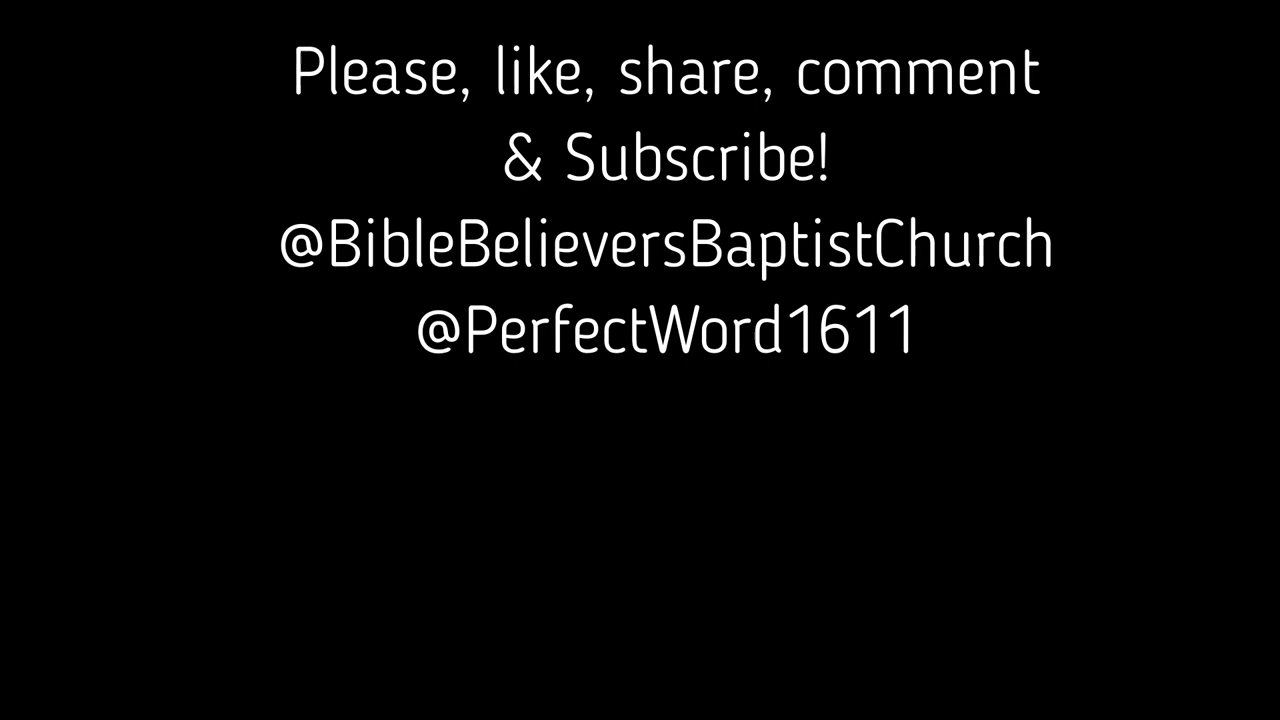 Please, like, share, comment
& Subscribe!
@BibleBelieversBaptistChurch
@PerfectWord1611